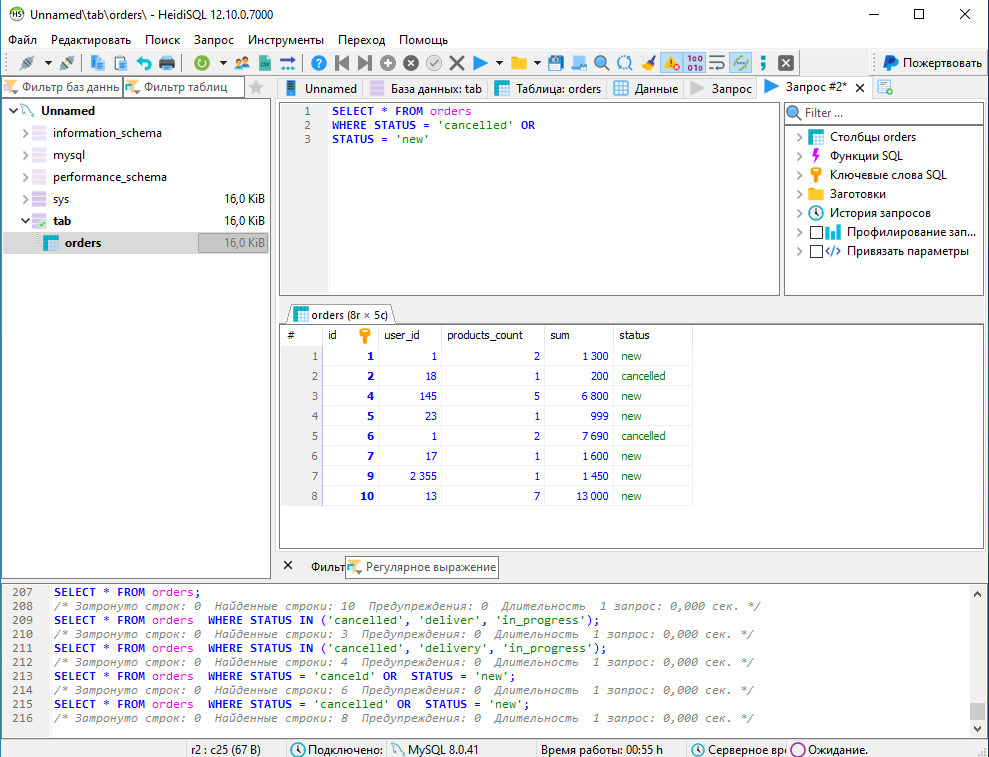 Unnamed\tab\orders\ - HeidiSQL 12.10.0.7000
Файл Редактировать Поиск Запрос Инструменты Переход Помощь
Пожертвовать
Фильтр баз даннь Фильтр таблиц
Unnamed База данных: tab Таблица: orders Данные Запрос Запрос #2*
Unnamed
information_schema
mysql
performance_schema
sys 16,0 KiB
tab 16,0 KiB
orders 16,0 KiB
1 SELECT * FROM orders
2 WHERE STATUS = 'cancelled' OR
3 STATUS = 'new'
Filter ...
Столбцы orders
Функции SQL
Ключевые слова SQL
Заготовки
История запросов
Профилирование зап...
Привязать параметры
orders (8r × 5c)
# id user_id products_count sum status
1 1 1 2 1 300 new
2 2 18 1 200 cancelled
3 4 145 5 6 800 new
4 5 23 1 999 new
5 6 1 2 7 690 cancelled
6 7 17 1 1 600 new
7 9 2 355 1 1 450 new
8 10 13 7 13 000 new
Фильт Регулярное выражение
207 SELECT * FROM orders;
208 /* Затронуто строк: 0 Найденные строки: 10 Предупреждения: 0 Длительность 1 запрос: 0,000 сек. */
209 SELECT * FROM orders WHERE STATUS IN ('cancelled', 'deliver', 'in_progress');
210 /* Затронуто строк: 0 Найденные строки: 3 Предупреждения: 0 Длительность 1 запрос: 0,000 сек. */
211 SELECT * FROM orders WHERE STATUS IN ('cancelled', 'delivery', 'in_progress');
212 /* Затронуто строк: 0 Найденные строки: 4 Предупреждения: 0 Длительность 1 запрос: 0,000 сек. */
213 SELECT * FROM orders WHERE STATUS = 'canceld' OR STATUS = 'new';
214 /* Затронуто строк: 0 Найденные строки: 6 Предупреждения: 0 Длительность 1 запрос: 0,000 сек. */
215 SELECT * FROM orders WHERE STATUS = 'cancelled' OR STATUS = 'new';
216 /* Затронуто строк: 0 Найденные строки: 8 Предупреждения: 0 Длительность 1 запрос: 0,000 сек. */
r2 : c25 (67 B) Подключено: MySQL 8.0.41 Время работы: 00:55 h Серверное вре Ожидание.